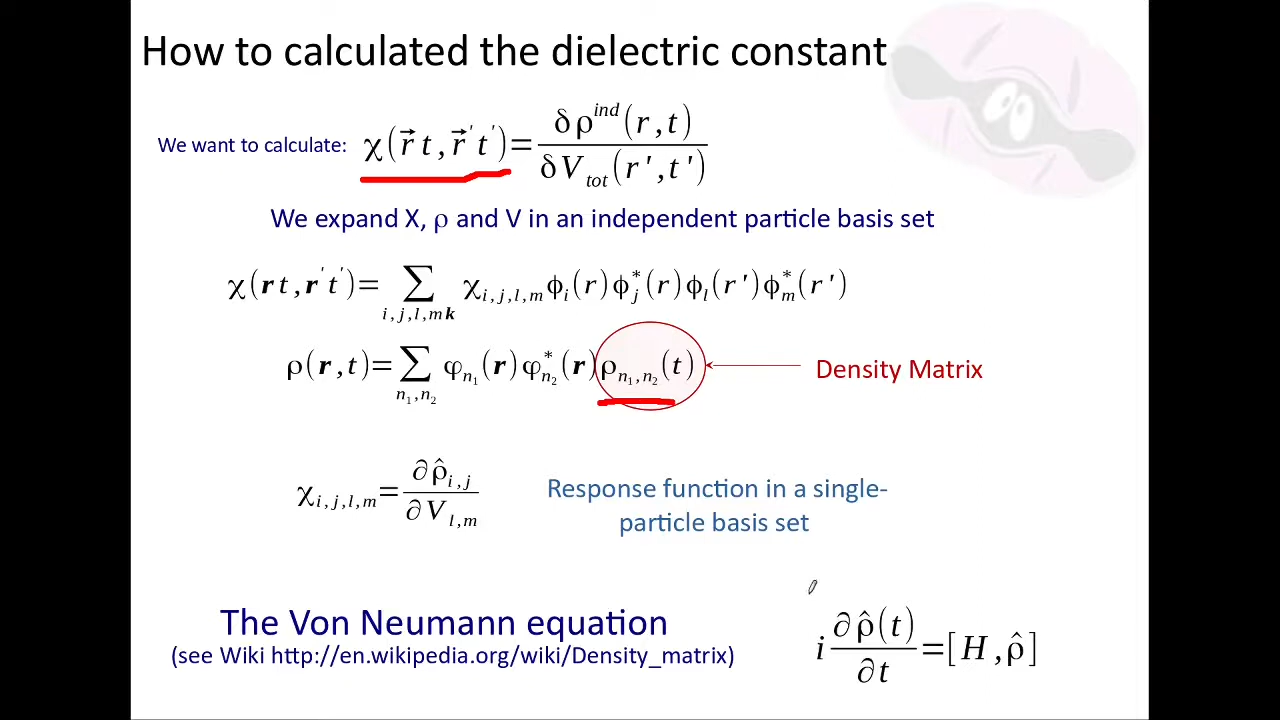 How to calculated the dielectric constant
We want to calculate: χ(r⃗ t, r⃗' t')= δρ^ind(r,t) / δV_tot(r',t')
We expand X, ρ and V in an independent particle basis set
χ(r t, r' t')= ∑_{i,j,l,m k} χ_{i,j,l,m} ϕ_i(r) ϕ_j^*(r) ϕ_l(r') ϕ_m^*(r')
ρ(r,t)= ∑_{n_1,n_2} φ_{n_1}(r) φ_{n_2}^*(r) ρ_{n_1,n_2}(t)
Density Matrix
χ_{i,j,l,m}= ∂ρ̂_{i,j} / ∂V_{l,m}
Response function in a single-
particle basis set
The Von Neumann equation
(see Wiki http://en.wikipedia.org/wiki/Density_matrix)
i ∂ρ̂(t) / ∂t =[H,ρ̂]